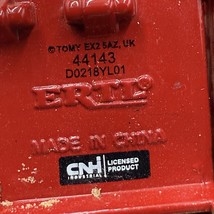 © TOMY EX2 8AZ, UK
44143
D0218YL01
ERTL®
MADE IN CHINA
CNH
INDUSTRIAL
LICENSED
PRODUCT